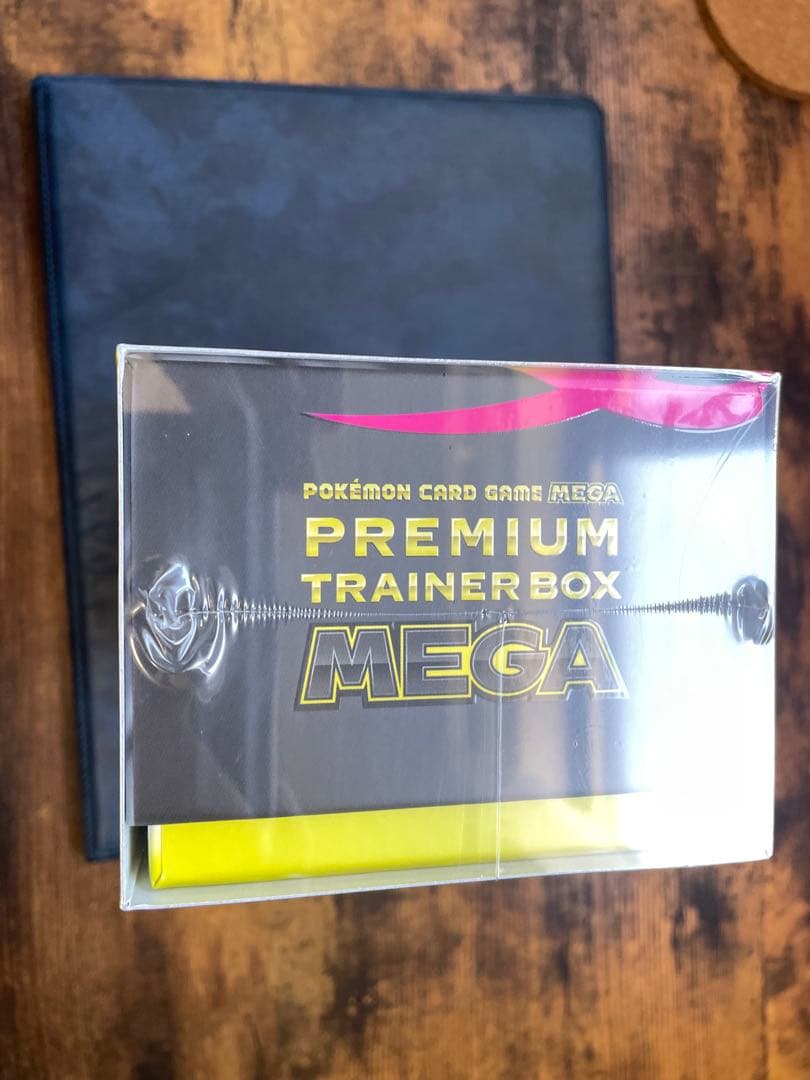 POKÉMON CARD GAME MEGA
PREMIUM
TRAINER BOX
MEGA